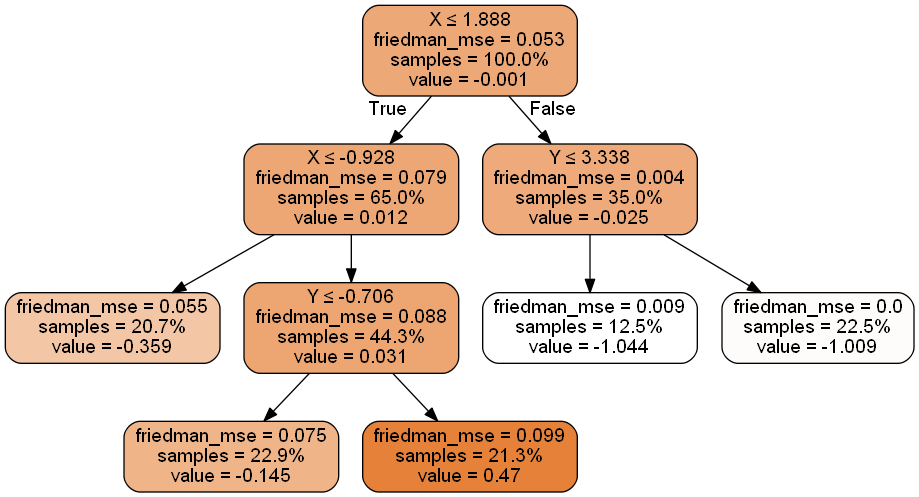 X ≤ 1.888
friedman_mse = 0.053
samples = 100.0%
value = -0.001
True
False
X ≤ -0.928
friedman_mse = 0.079
samples = 65.0%
value = 0.012
Y ≤ 3.338
friedman_mse = 0.004
samples = 35.0%
value = -0.025
friedman_mse = 0.055
samples = 20.7%
value = -0.359
Y ≤ -0.706
friedman_mse = 0.088
samples = 44.3%
value = 0.031
friedman_mse = 0.009
samples = 12.5%
value = -1.044
friedman_mse = 0.0
samples = 22.5%
value = -1.009
friedman_mse = 0.075
samples = 22.9%
value = -0.145
friedman_mse = 0.099
samples = 21.3%
value = 0.47